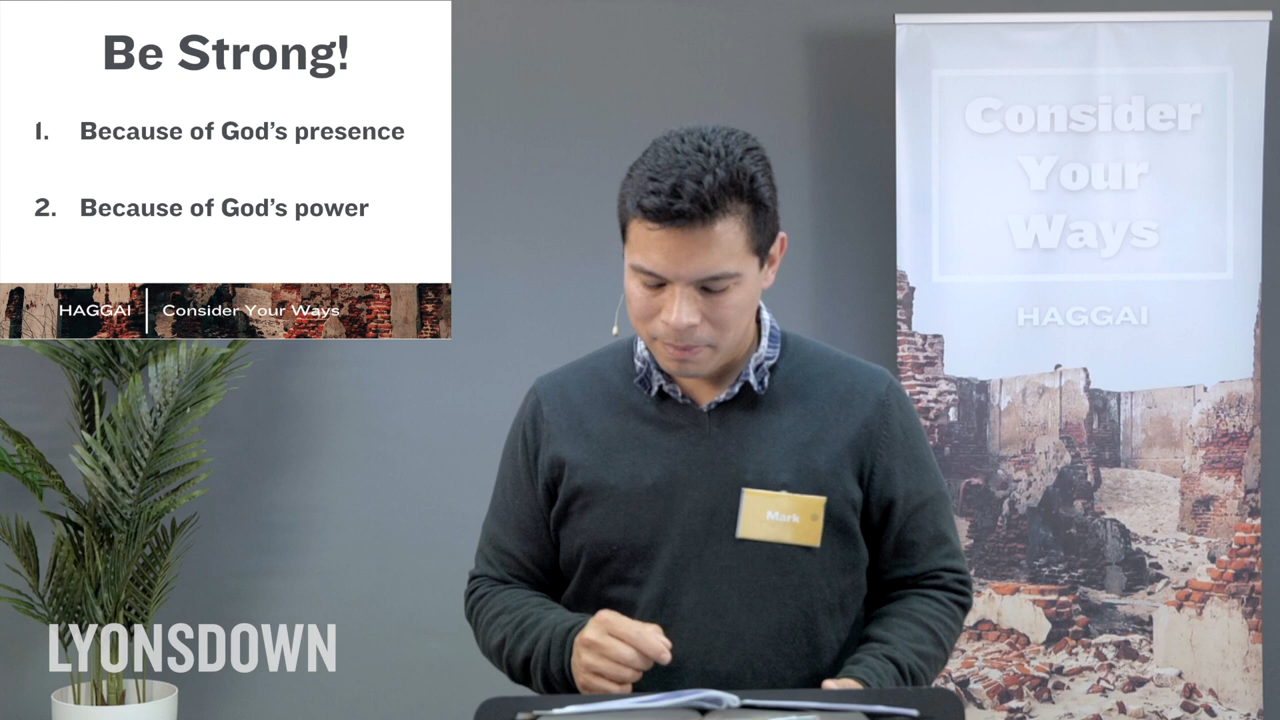 Be Strong!
1. Because of God's presence
2. Because of God's power
HAGGAI | Consider Your Ways
Consider
Your
Ways
HAGGAI
Mark
LYONSDOWN